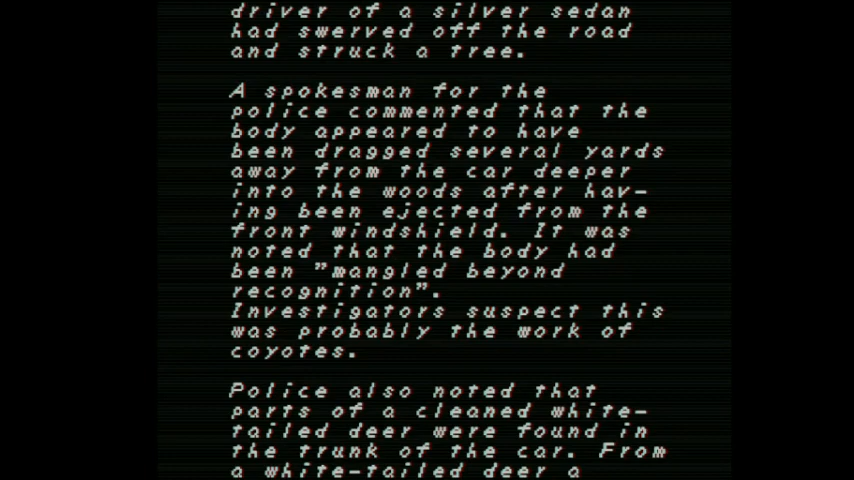 driver of a silver sedan
had swerved off the road
and struck a tree.
A spokesman for the
police commented that the
body appeared to have
been dragged several yards
away from the car deeper
into the woods after hav-
ing been ejected from the
front windshield. It was
noted that the body had
been "mangled beyond
recognition".
Investigators suspect this
was probably the work of
coyotes.
Police also noted that
parts of a cleaned white-
tailed deer were found in
the trunk of the car. From
a white-tailed deer a